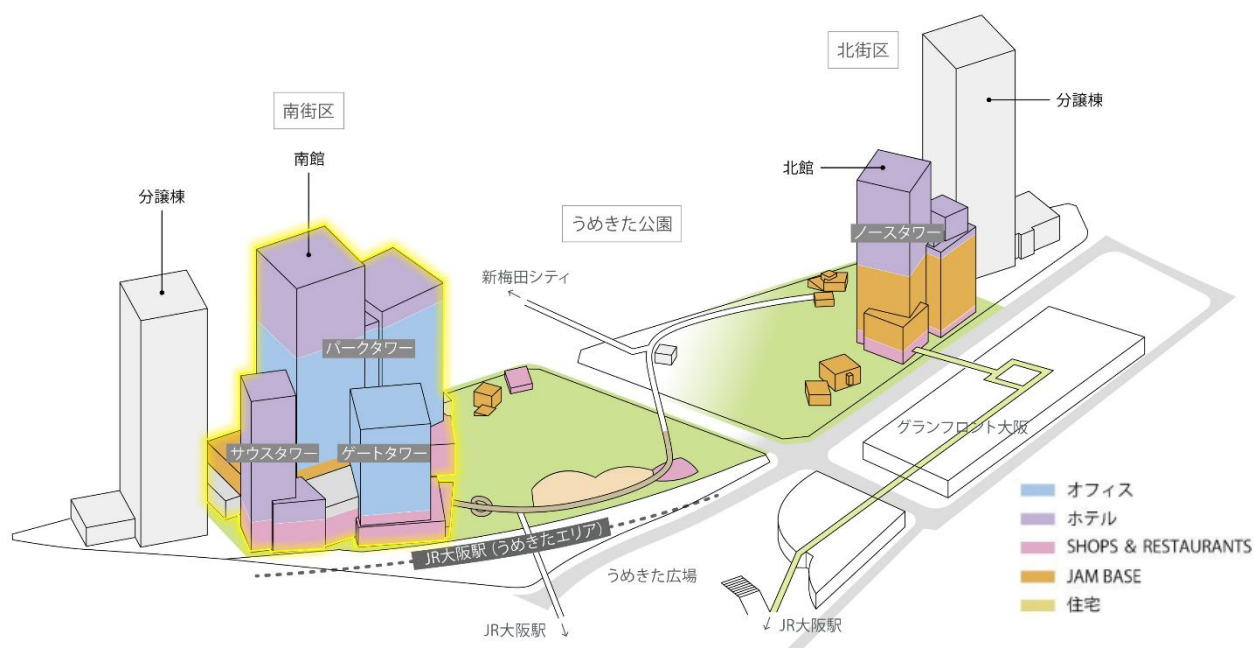 北街区
分譲棟
南街区
南館
北館
分譲棟
うめきた公園
ノースタワー
新梅田シティ
パークタワー
グランフロント大阪
サウスタワー
ゲートタワー
オフィス
ホテル
SHOPS & RESTAURANTS
JAM BASE
住宅
JR大阪駅（うめきたエリア）
うめきた広場
JR大阪駅
JR大阪駅